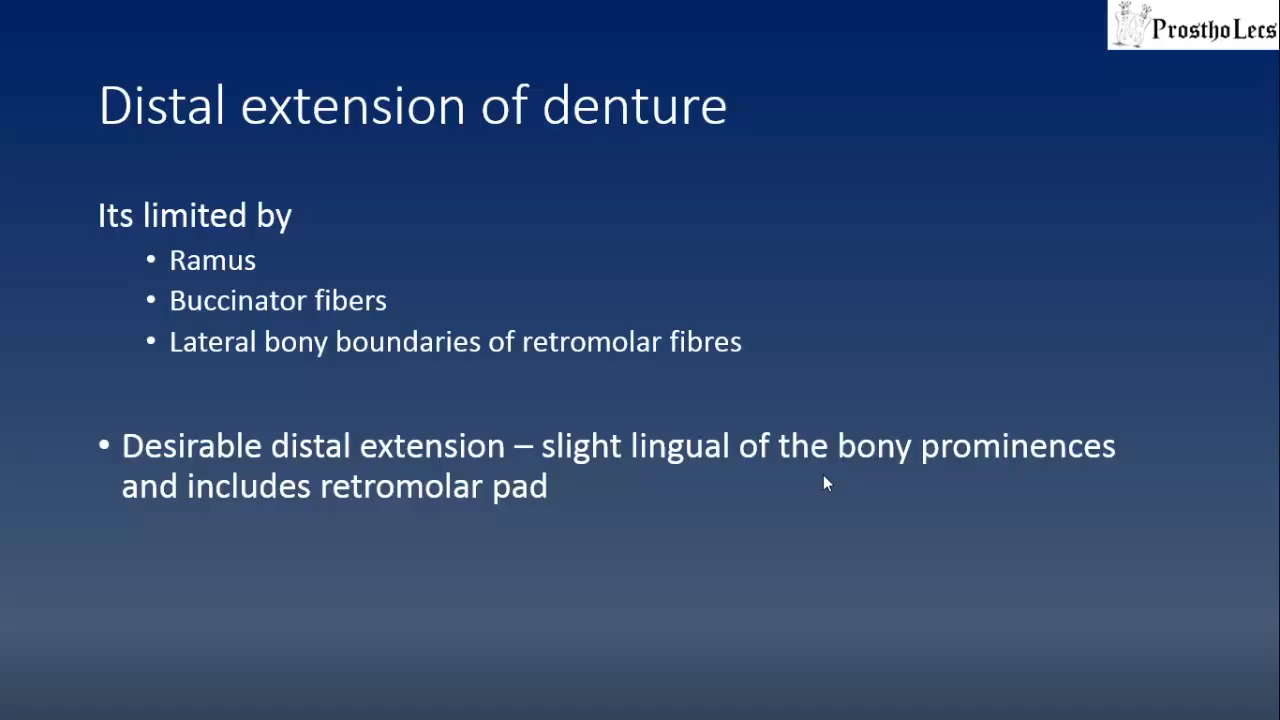 ProsthoLecs
Distal extension of denture
Its limited by
• Ramus
• Buccinator fibers
• Lateral bony boundaries of retromolar fibres
• Desirable distal extension – slight lingual of the bony prominences
and includes retromolar pad